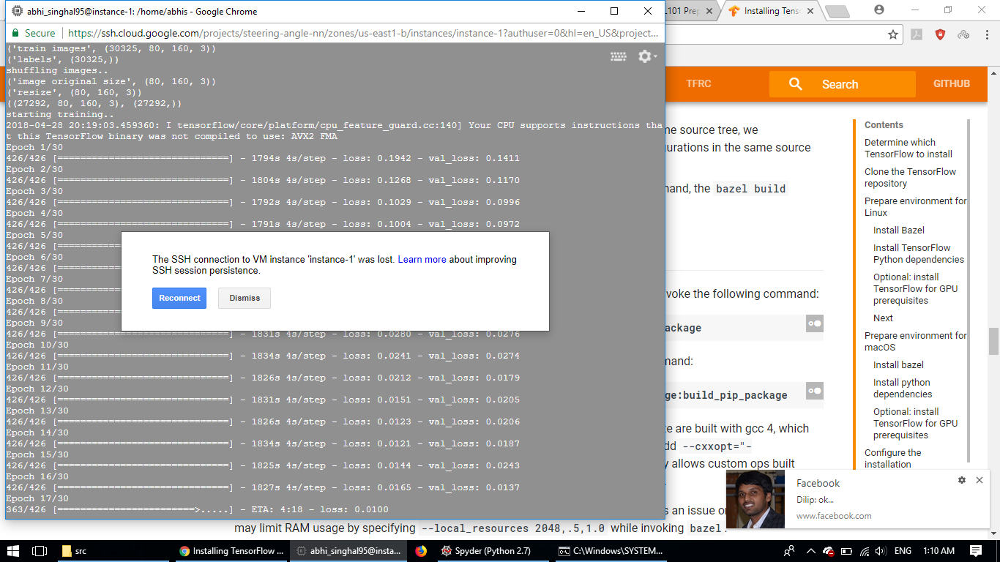 abhi_singhal95@instance-1: /home/abhis - Google Chrome
L101 Prep
Installing Tens
Secure
https://ssh.cloud.google.com/projects/steering-angle-nn/zones/us-east1-b/instances/instance-1?authuser=0&hl=en_US&project...
('train images', (30325, 80, 160, 3))
('labels', (30325,))
shuffling images..
('image original size', (80, 160, 3))
('resize', (80, 160, 3))
((27292, 80, 160, 3), (27292,))
starting training..
2018-04-28 20:19:03.459360: I tensorflow/core/platform/cpu_feature_guard.cc:140] Your CPU supports instructions tha
t this TensorFlow binary was not compiled to use: AVX2 FMA
Epoch 1/30
426/426 [==============================] - 1794s 4s/step - loss: 0.1942 - val_loss: 0.1411
Epoch 2/30
426/426 [==============================] - 1804s 4s/step - loss: 0.1268 - val_loss: 0.1170
Epoch 3/30
426/426 [==============================] - 1792s 4s/step - loss: 0.1029 - val_loss: 0.0996
Epoch 4/30
426/426 [==============================] - 1791s 4s/step - loss: 0.1004 - val_loss: 0.0972
Epoch 5/30
426/426 [===========
Epoch 6/30
426/426 [===========
Epoch 7/30
426/426 [===========
Epoch 8/30
426/426 [===========
Epoch 9/30
426/426 [==============================] - 1831s 4s/step - loss: 0.0280 - val_loss: 0.0276
Epoch 10/30
426/426 [==============================] - 1834s 4s/step - loss: 0.0241 - val_loss: 0.0274
Epoch 11/30
426/426 [==============================] - 1826s 4s/step - loss: 0.0212 - val_loss: 0.0179
Epoch 12/30
426/426 [==============================] - 1831s 4s/step - loss: 0.0151 - val_loss: 0.0205
Epoch 13/30
426/426 [==============================] - 1826s 4s/step - loss: 0.0123 - val_loss: 0.0206
Epoch 14/30
426/426 [==============================] - 1834s 4s/step - loss: 0.0121 - val_loss: 0.0187
Epoch 15/30
426/426 [==============================] - 1825s 4s/step - loss: 0.0144 - val_loss: 0.0243
Epoch 16/30
426/426 [==============================] - 1827s 4s/step - loss: 0.0165 - val_loss: 0.0137
Epoch 17/30
363/426 [========================>.....] - ETA: 4:18 - loss: 0.0100
The SSH connection to VM instance 'instance-1' was lost. Learn more about improving
SSH session persistence.
Reconnect
Dismiss
TFRC
Search
GITHUB
ne source tree, we
urations in the same source
mand, the bazel build
voke the following command:
ackage
mand:
ge:build_pip_package
e are built with gcc 4, which
dd --cxxopt="-
y allows custom ops built
s an issue or
may limit RAM usage by specifying --local_resources 2048,.5,1.0 while invoking bazel.
Contents
Determine which
TensorFlow to install
Clone the TensorFlow
repository
Prepare environment for
Linux
Install Bazel
Install TensorFlow
Python dependencies
Optional: install
TensorFlow for GPU
prerequisites
Next
Prepare environment for
macOS
Install bazel
Install python
dependencies
Optional: install
TensorFlow for GPU
prerequisites
Configure the
installation
Facebook
Dilip: ok...
www.facebook.com
src
Installing TensorFlow ...
abhi_singhal95@insta...
Spyder (Python 2.7)
C:\Windows\SYSTEM...
ENG
1:10 AM